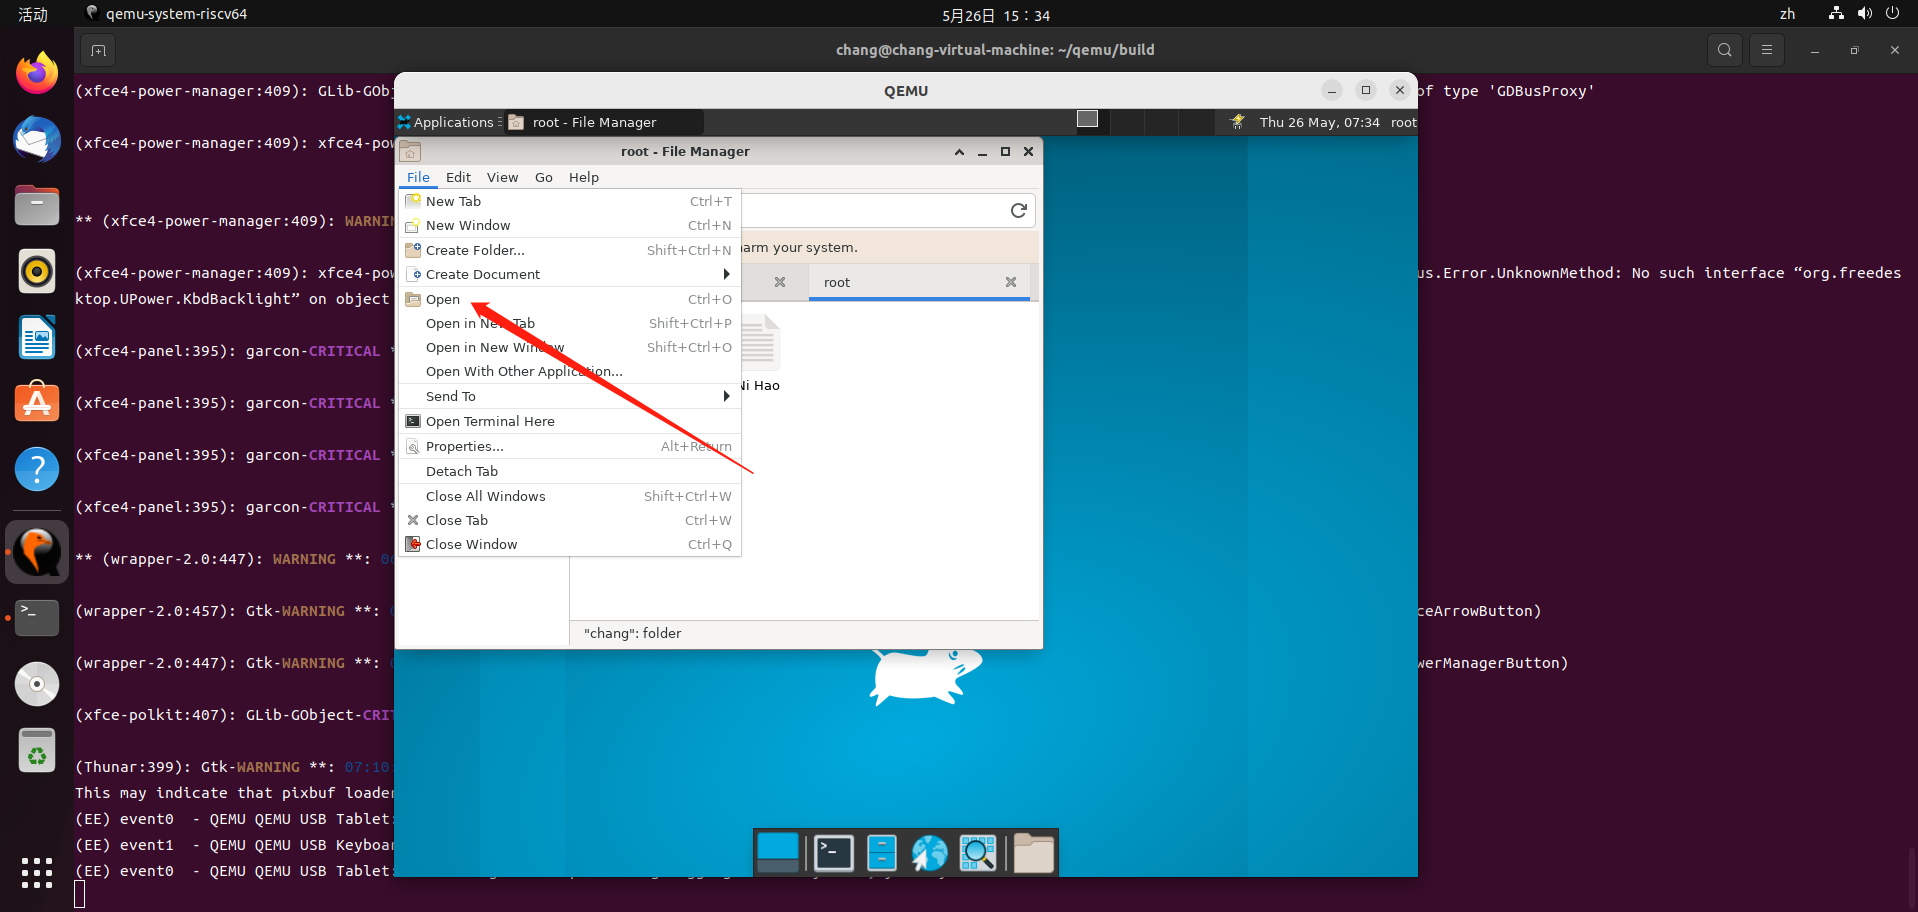 活动
qemu-system-riscv64
5月26日 15：34
zh
chang@chang-virtual-machine: ~/qemu/build
(xfce4-power-manager:409): GLib-GObj
of type 'GDBusProxy'
QEMU
Applications
root - File Manager
Thu 26 May, 07:34
root
(xfce4-power-manager:409): xfce4-pow
root - File Manager
File Edit View Go Help
New Tab Ctrl+T
New Window Ctrl+N
Create Folder... Shift+Ctrl+N
Create Document
Open Ctrl+O
Open in New Tab Shift+Ctrl+P
Open in New Window Shift+Ctrl+O
Open With Other Application...
Send To
Open Terminal Here
Properties... Alt+Return
Detach Tab
Close All Windows Shift+Ctrl+W
Close Tab Ctrl+W
Close Window Ctrl+Q
arm your system.
root
Ni Hao
"chang": folder
** (xfce4-power-manager:409): WARNIN
(xfce4-power-manager:409): xfce4-pow
us.Error.UnknownMethod: No such interface “org.freedes
ktop.UPower.KbdBacklight” on object
(xfce4-panel:395): garcon-CRITICAL *
(xfce4-panel:395): garcon-CRITICAL *
(xfce4-panel:395): garcon-CRITICAL *
(xfce4-panel:395): garcon-CRITICAL *
** (wrapper-2.0:447): WARNING **:
(wrapper-2.0:457): Gtk-WARNING **:
ceArrowButton)
(wrapper-2.0:447): Gtk-WARNING **:
werManagerButton)
(xfce-polkit:407): GLib-GObject-CRIT
(Thunar:399): Gtk-WARNING **: 07:10:
This may indicate that pixbuf loader
(EE) event0 - QEMU QEMU USB Tablet:
(EE) event1 - QEMU QEMU USB Keyboar
(EE) event0 - QEMU QEMU USB Tablet: